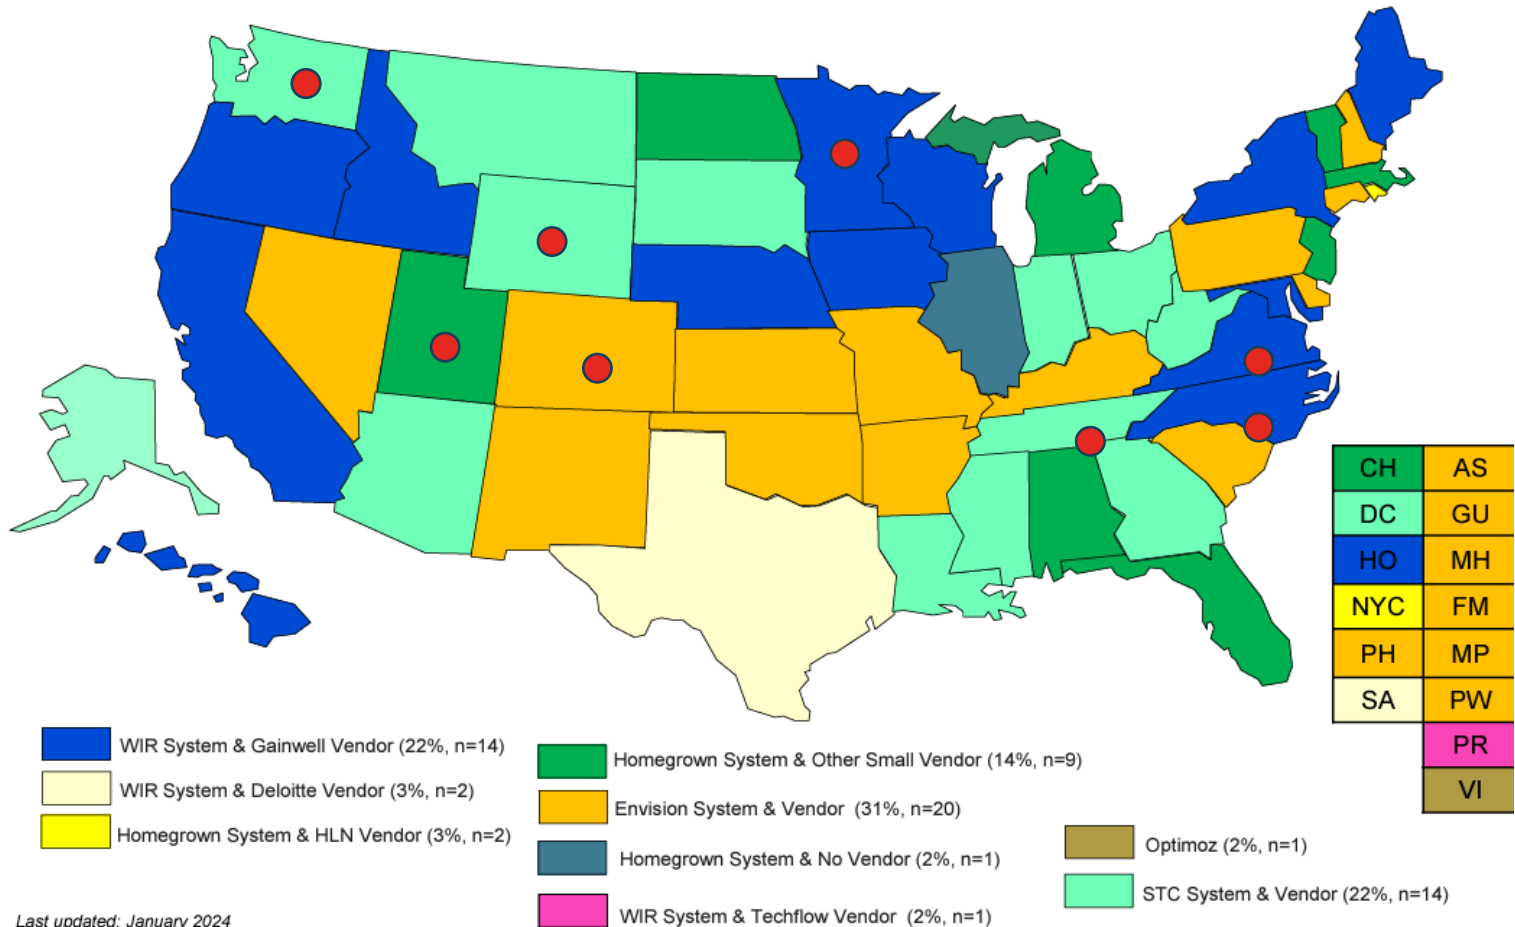 CH AS
DC GU
HO MH
NYC FM
PH MP
SA PW
PR
VI
WIR System & Gainwell Vendor (22%, n=14)
WIR System & Deloitte Vendor (3%, n=2)
Homegrown System & HLN Vendor (3%, n=2)
Homegrown System & Other Small Vendor (14%, n=9)
Envision System & Vendor (31%, n=20)
Homegrown System & No Vendor (2%, n=1)
WIR System & Techflow Vendor (2%, n=1)
Optimoz (2%, n=1)
STC System & Vendor (22%, n=14)
Last updated: January 2024